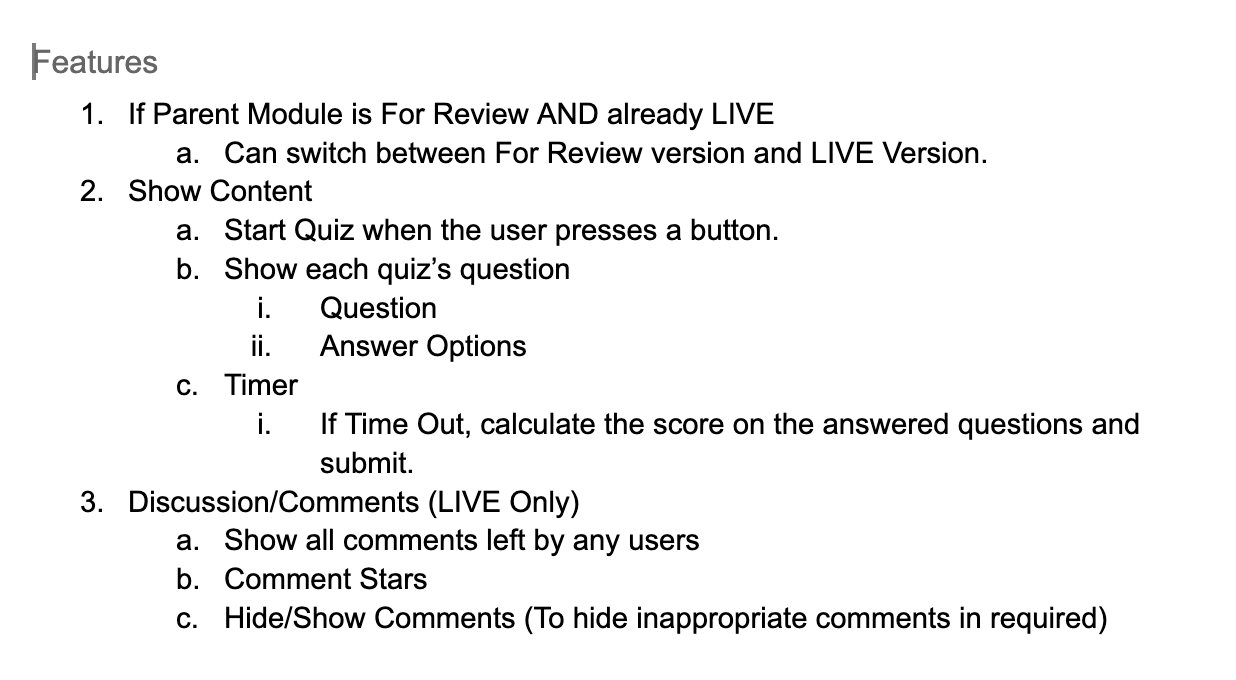 Features
1. If Parent Module is For Review AND already LIVE
a. Can switch between For Review version and LIVE Version.
2. Show Content
a. Start Quiz when the user presses a button.
b. Show each quiz’s question
i. Question
ii. Answer Options
c. Timer
i. If Time Out, calculate the score on the answered questions and
submit.
3. Discussion/Comments (LIVE Only)
a. Show all comments left by any users
b. Comment Stars
c. Hide/Show Comments (To hide inappropriate comments in required)